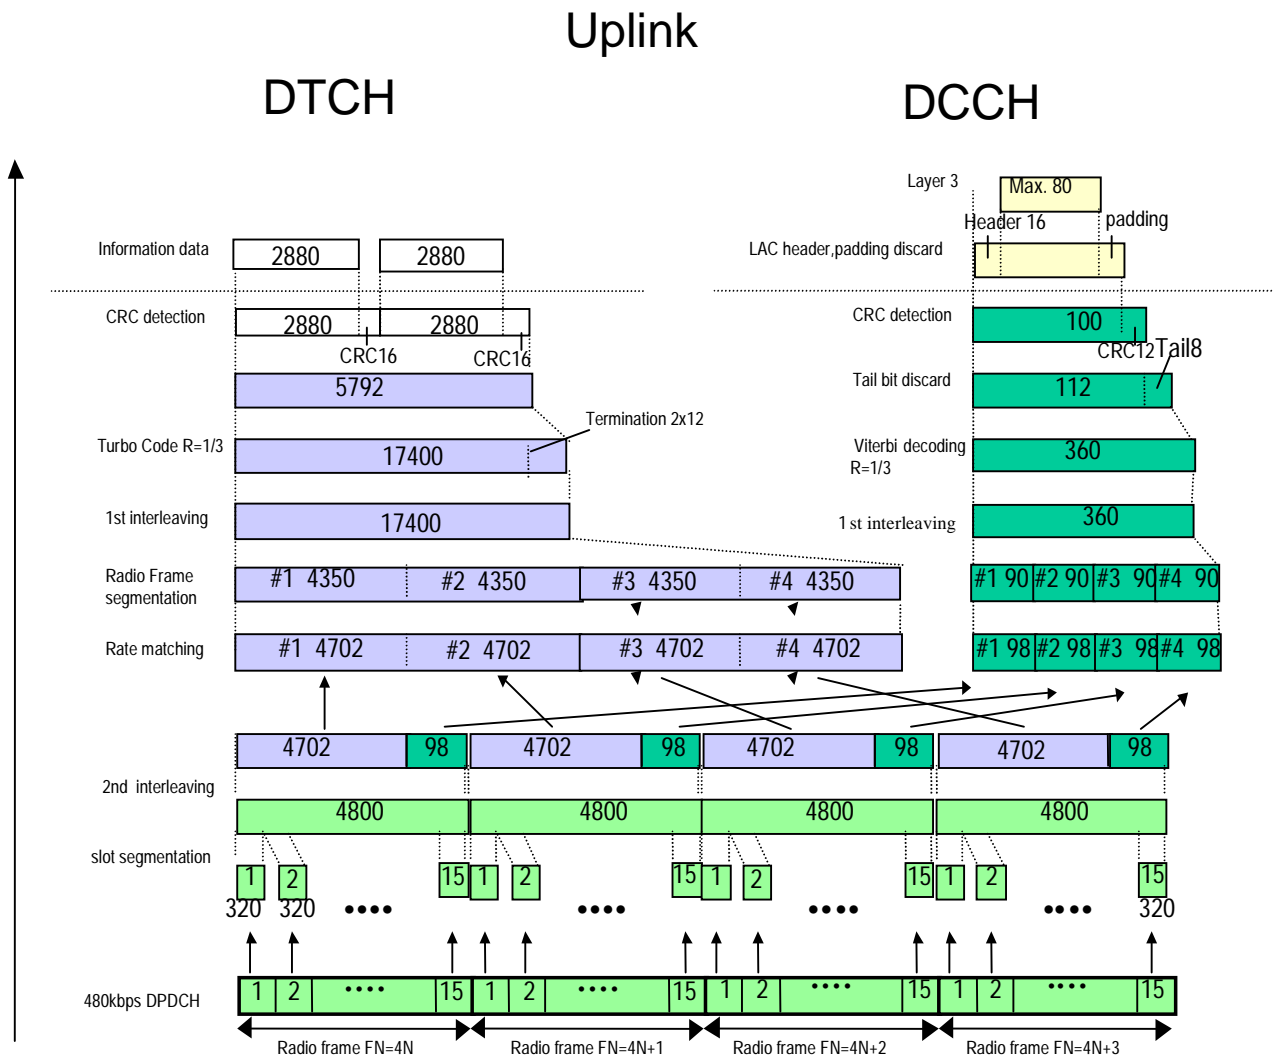 Uplink
DTCH
DCCH
Layer 3
Max. 80
Header 16
padding
Information data
2880
2880
LAC header,padding discard
CRC detection
2880
2880
CRC16
CRC16
CRC detection
100
CRC12
5792
Tail bit discard
112
Tail8
Termination 2x12
Turbo Code R=1/3
17400
Viterbi decoding
R=1/3
360
1st interleaving
17400
1st interleaving
360
Radio Frame
segmentation
#1 4350
#2 4350
#3 4350
#4 4350
#1 90
#2 90
#3 90
#4 90
Rate matching
#1 4702
#2 4702
#3 4702
#4 4702
#1 98
#2 98
#3 98
#4 98
4702
98
4702
98
4702
98
4702
98
2nd interleaving
4800
4800
4800
4800
slot segmentation
1
2
15
1
2
15
1
2
15
1
2
15
320
320
••••
••••
••••
••••
320
480kbps DPDCH
1
2
••••
15
1
2
••••
15
1
2
••••
15
1
2
••••
15
Radio frame FN=4N
Radio frame FN=4N+1
Radio frame FN=4N+2
Radio frame FN=4N+3